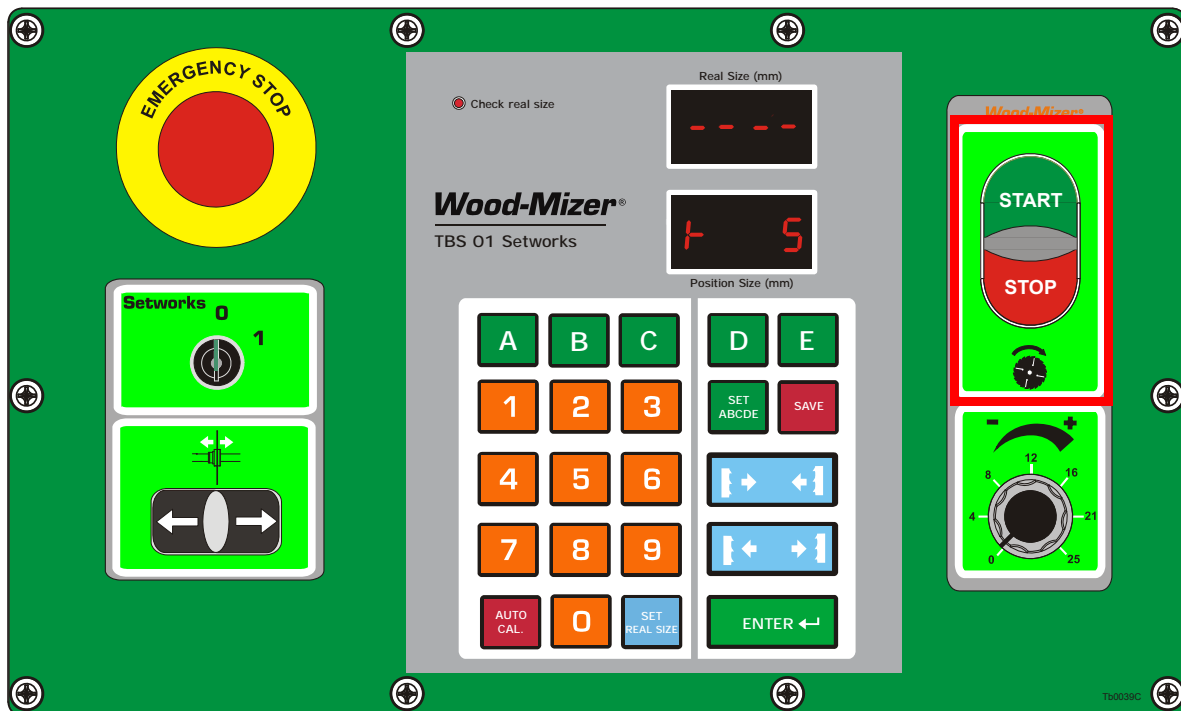 EMERGENCY STOP
Check real size
Real Size (mm)
- - - -
Wood-Mizer®
TBS 01 Setworks
⊢ 5
Position Size (mm)
Setworks
0
1
A B C D E
1 2 3
SET
ABCDE
SAVE
4 5 6
7 8 9
AUTO
CAL.
0
SET
REAL SIZE
ENTER
Wood-Mizer®
START
STOP
- +
0 4 8 12 16 21 25
Tb0039C